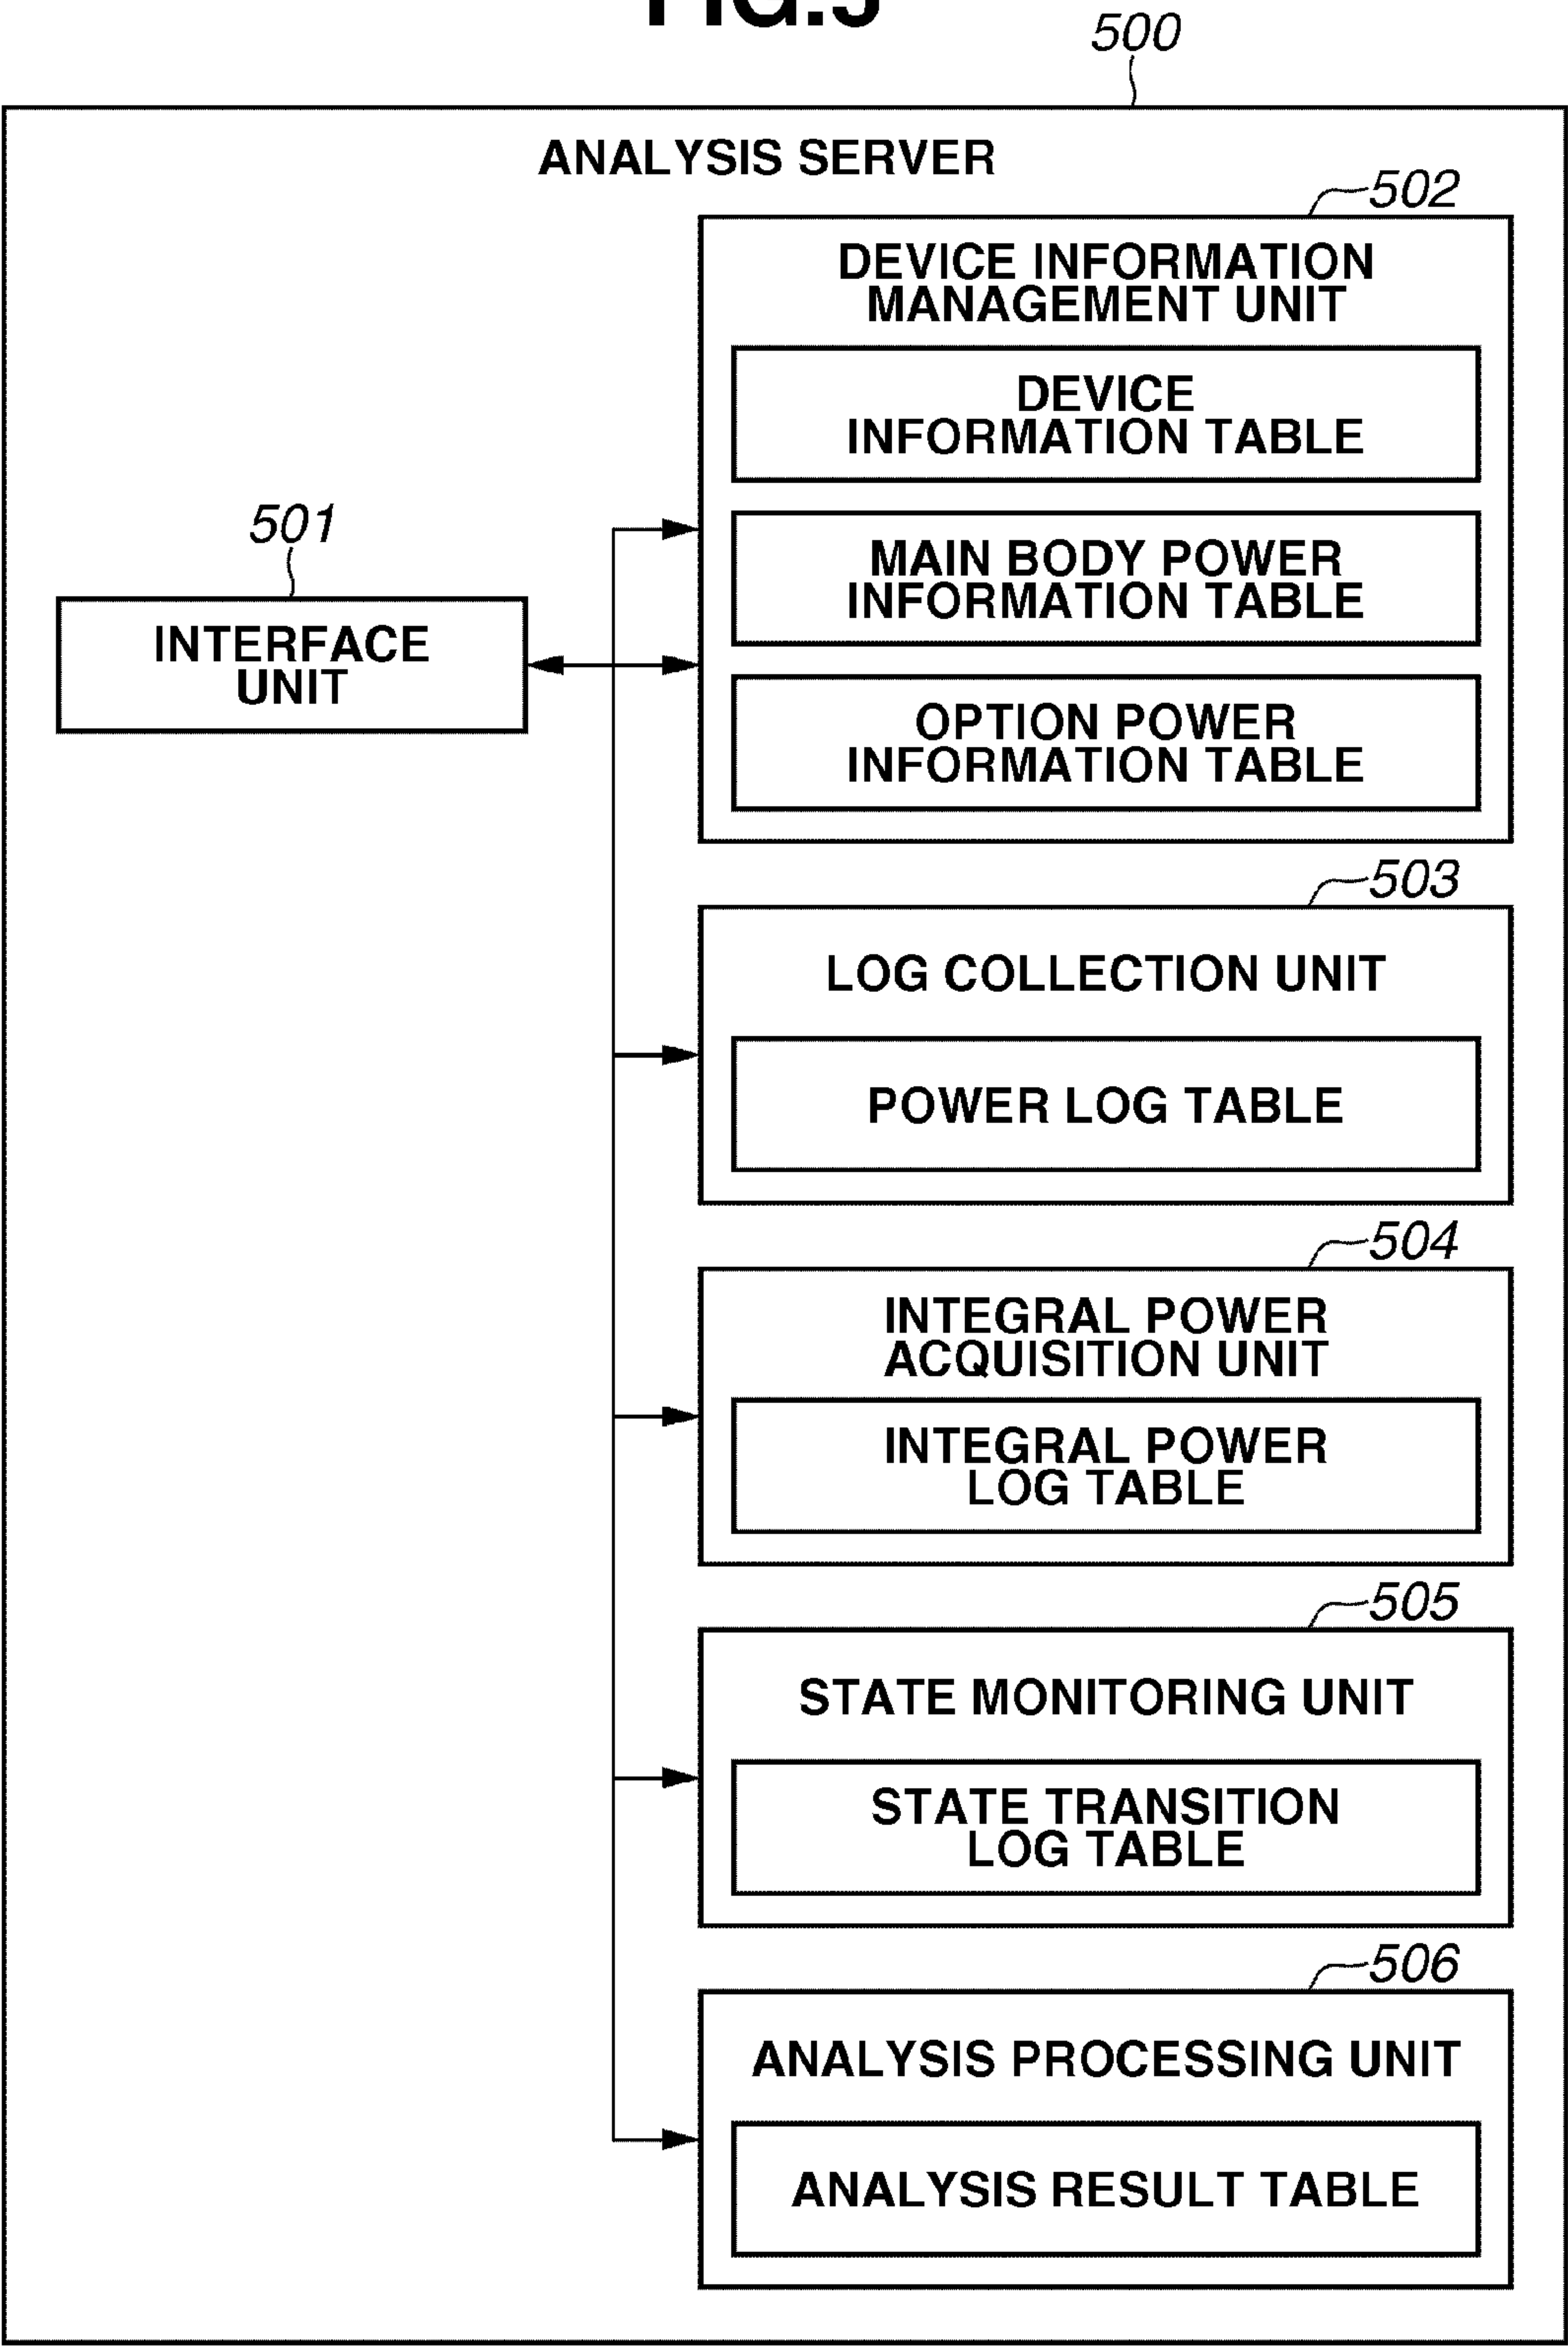 500
ANALYSIS SERVER
502
DEVICE INFORMATION
MANAGEMENT UNIT
DEVICE
INFORMATION TABLE
501
INTERFACE
UNIT
MAIN BODY POWER
INFORMATION TABLE
OPTION POWER
INFORMATION TABLE
503
LOG COLLECTION UNIT
POWER LOG TABLE
504
INTEGRAL POWER
ACQUISITION UNIT
INTEGRAL POWER
LOG TABLE
505
STATE MONITORING UNIT
STATE TRANSITION
LOG TABLE
506
ANALYSIS PROCESSING UNIT
ANALYSIS RESULT TABLE